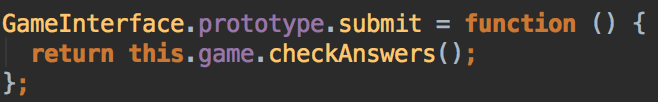 GameInterface.prototype.submit = function () {
  return this.game.checkAnswers();
};